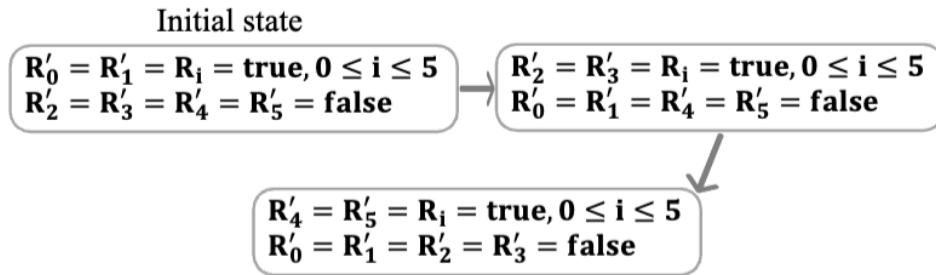 Initial state
R′₀ = R′₁ = Rᵢ = true, 0 ≤ i ≤ 5
R′₂ = R′₃ = R′₄ = R′₅ = false
R′₂ = R′₃ = Rᵢ = true, 0 ≤ i ≤ 5
R′₀ = R′₁ = R′₄ = R′₅ = false
R′₄ = R′₅ = Rᵢ = true, 0 ≤ i ≤ 5
R′₀ = R′₁ = R′₂ = R′₃ = false